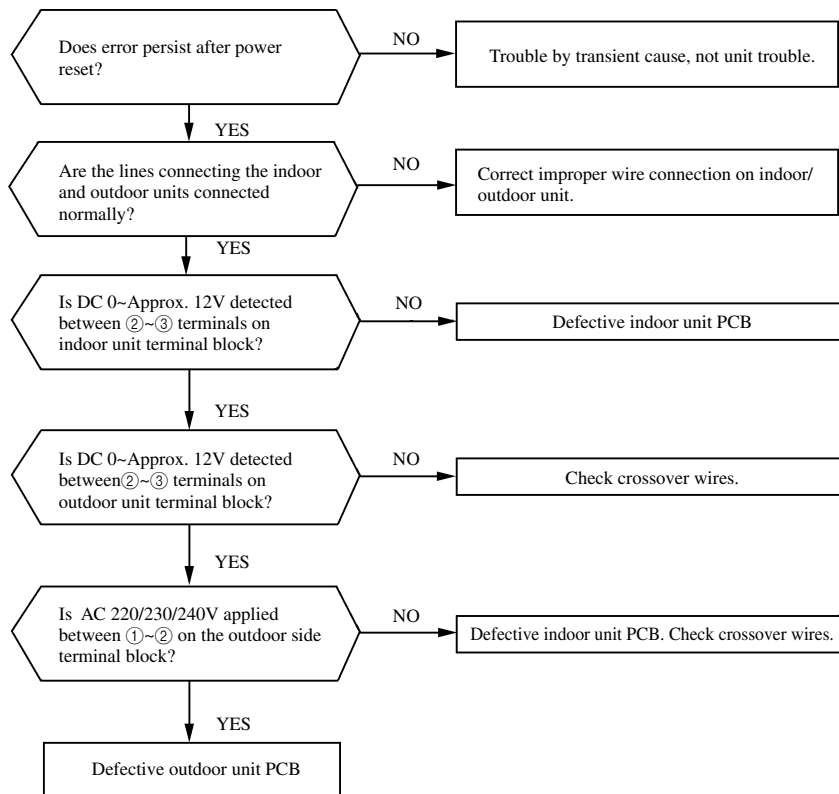 Does error persist after power
reset?
NO
Trouble by transient cause, not unit trouble.
YES
Are the lines connecting the indoor
and outdoor units connected
normally?
NO
Correct improper wire connection on indoor/
outdoor unit.
YES
Is DC 0~Approx. 12V detected
between ②~③ terminals on
indoor unit terminal block?
NO
Defective indoor unit PCB
YES
Is DC 0~Approx. 12V detected
between②~③ terminals on
outdoor unit terminal block?
NO
Check crossover wires.
YES
Is AC 220/230/240V applied
between ①~② on the outdoor side
terminal block?
NO
Defective indoor unit PCB. Check crossover wires.
YES
Defective outdoor unit PCB